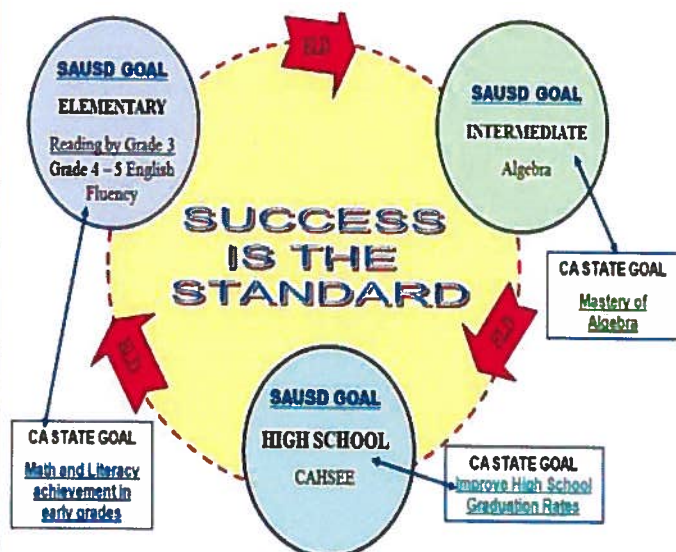 ELD
SAUSD GOAL
ELEMENTARY
Reading by Grade 3
Grade 4 – 5 English
Fluency
SAUSD GOAL
INTERMEDIATE
Algebra
SUCCESS
IS THE
STANDARD
CA STATE GOAL
Mastery of
Algebra
ELD
ELD
SAUSD GOAL
HIGH SCHOOL
CAHSEE
CA STATE GOAL
Math and Literacy
achievement in
early grades
CA STATE GOAL
Improve High School
Graduation Rates